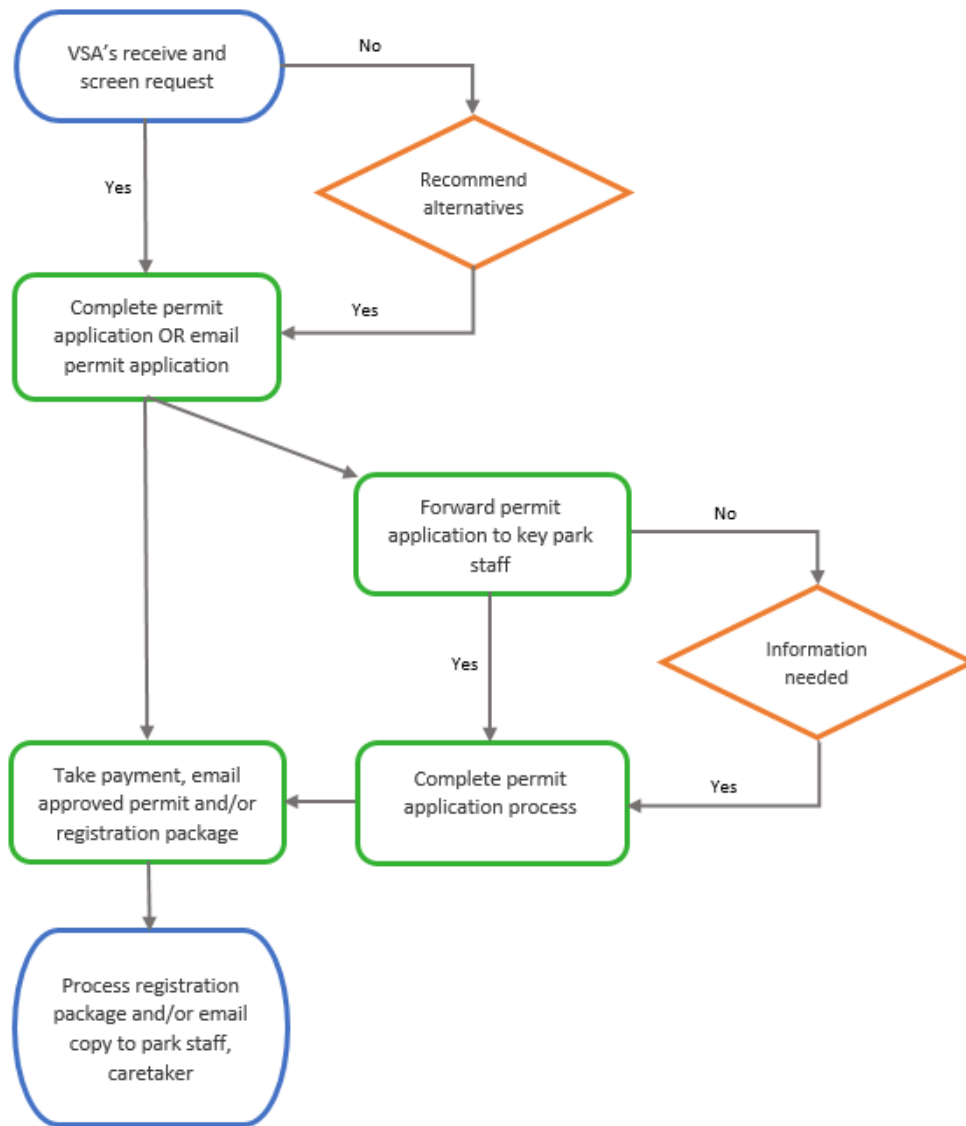 VSA's receive and
screen request
No
Yes
Recommend
alternatives
Yes
Complete permit
application OR email
permit application
Forward permit
application to key park
staff
No
Yes
Information
needed
Yes
Take payment, email
approved permit and/or
registration package
Complete permit
application process
Process registration
package and/or email
copy to park staff,
caretaker